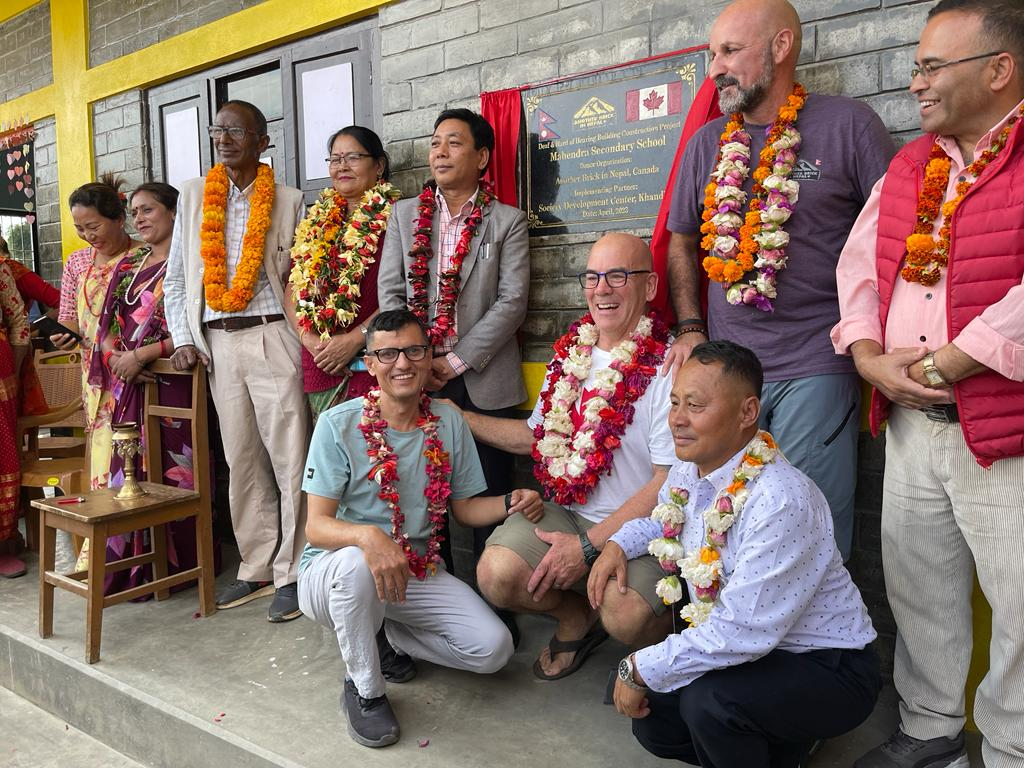 ANOTHER BRICK
IN NEPAL
Deaf & Hard of Hearing Building Construction Project
Mahendra Secondary School
Donor Organization:
Another Brick in Nepal, Canada
Implementing Partner:
Society Development Center, Khand
Date: April, 2023